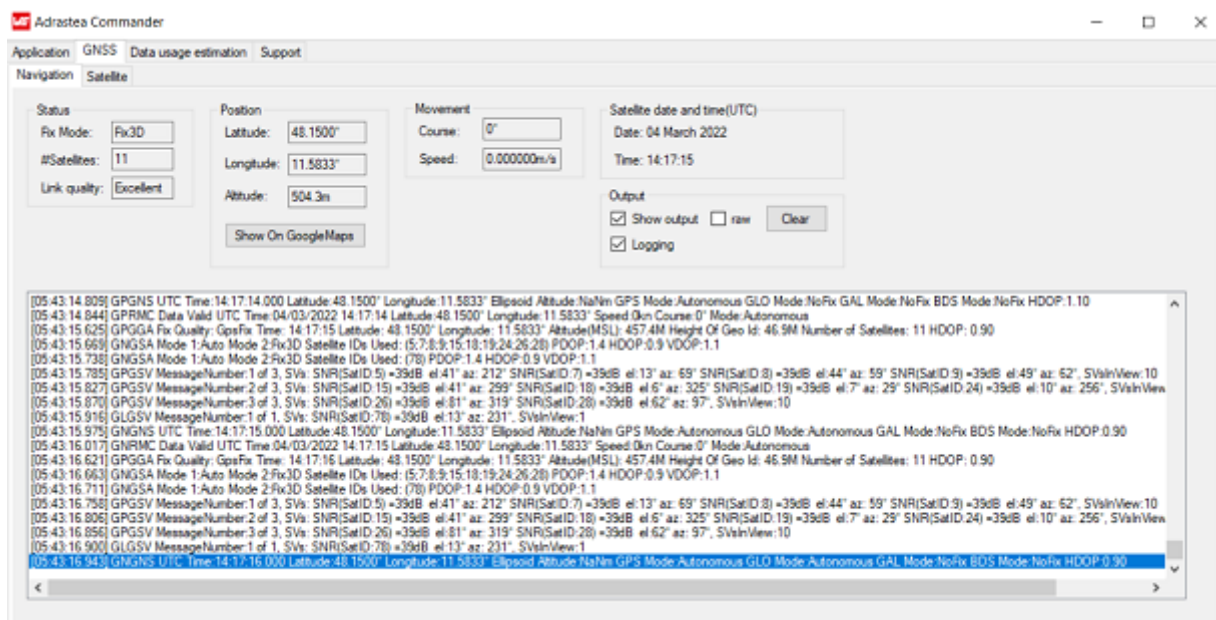 Adrastea Commander
Application GNSS Data usage estimation Support
Navigation Satellite
Status
Fix Mode: Fix3D
#Satellites: 11
Link quality: Excellent
Position
Latitude: 48.1500°
Longitude: 11.5833°
Altitude: 504.3m
Show On GoogleMaps
Movement
Course: 0°
Speed: 0.000000m/s
Satellite date and time(UTC)
Date: 04 March 2022
Time: 14:17:15
Output
Show output raw Clear
Logging
[05:43:14.809] GPGNS UTC Time:14:17:14.000 Latitude:48.1500° Longitude:11.5833° Ellipsoid Altitude:NaNm GPS Mode:Autonomous GLO Mode:NoFix GAL Mode:NoFix BDS Mode:NoFix HDOP:1.10
[05:43:14.844] GPRMC Data Valid UTC Time:04/03/2022 14:17:14 Latitude:48.1500° Longitude:11.5833° Speed:0kn Course:0° Mode:Autonomous
[05:43:15.625] GPGGA Fix Quality: GpsFix Time: 14:17:15 Latitude: 48.1500° Longitude: 11.5833° Altitude(MSL): 457.4M Height Of Geo Id: 46.9M Number of Satellites: 11 HDOP: 0.90
[05:43:15.669] GNGSA Mode 1:Auto Mode 2:Fix3D Satellite IDs Used: (5;7;8;9;15;18;19;24;26;28) PDOP:1.4 HDOP:0.9 VDOP:1.1
[05:43:15.738] GNGSA Mode 1:Auto Mode 2:Fix3D Satellite IDs Used: (78) PDOP:1.4 HDOP:0.9 VDOP:1.1
[05:43:15.785] GPGSV MessageNumber:1 of 3, SVs: SNR(SatID:5) =39dB el:41° az: 212° SNR(SatID:7) =39dB el:13° az: 69° SNR(SatID:8) =39dB el:44° az: 59° SNR(SatID:9) =39dB el:49° az: 62°, SVsInView:10
[05:43:15.827] GPGSV MessageNumber:2 of 3, SVs: SNR(SatID:15) =39dB el:41° az: 299° SNR(SatID:18) =39dB el:6° az: 325° SNR(SatID:19) =39dB el:7° az: 29° SNR(SatID:24) =39dB el:10° az: 256°, SVsInView
[05:43:15.870] GPGSV MessageNumber:3 of 3, SVs: SNR(SatID:26) =39dB el:81° az: 319° SNR(SatID:28) =39dB el:62° az: 97°, SVsInView:10
[05:43:15.916] GLGSV MessageNumber:1 of 1, SVs: SNR(SatID:78) =39dB el:13° az: 231°, SVsInView:1
[05:43:15.975] GNGNS UTC Time:14:17:15.000 Latitude:48.1500° Longitude:11.5833° Ellipsoid Altitude:NaNm GPS Mode:Autonomous GLO Mode:Autonomous GAL Mode:NoFix BDS Mode:NoFix HDOP:0.90
[05:43:16.017] GNRMC Data Valid UTC Time:04/03/2022 14:17:15 Latitude:48.1500° Longitude:11.5833° Speed:0kn Course:0° Mode:Autonomous
[05:43:16.621] GPGGA Fix Quality: GpsFix Time: 14:17:16 Latitude: 48.1500° Longitude: 11.5833° Altitude(MSL): 457.4M Height Of Geo Id: 46.9M Number of Satellites: 11 HDOP: 0.90
[05:43:16.663] GNGSA Mode 1:Auto Mode 2:Fix3D Satellite IDs Used: (5;7;8;9;15;18;19;24;26;28) PDOP:1.4 HDOP:0.9 VDOP:1.1
[05:43:16.711] GNGSA Mode 1:Auto Mode 2:Fix3D Satellite IDs Used: (78) PDOP:1.4 HDOP:0.9 VDOP:1.1
[05:43:16.758] GPGSV MessageNumber:1 of 3, SVs: SNR(SatID:5) =39dB el:41° az: 212° SNR(SatID:7) =39dB el:13° az: 69° SNR(SatID:8) =39dB el:44° az: 59° SNR(SatID:9) =39dB el:49° az: 62°, SVsInView:10
[05:43:16.806] GPGSV MessageNumber:2 of 3, SVs: SNR(SatID:15) =39dB el:41° az: 299° SNR(SatID:18) =39dB el:6° az: 325° SNR(SatID:19) =39dB el:7° az: 29° SNR(SatID:24) =39dB el:10° az: 256°, SVsInView
[05:43:16.856] GPGSV MessageNumber:3 of 3, SVs: SNR(SatID:26) =39dB el:81° az: 319° SNR(SatID:28) =39dB el:62° az: 97°, SVsInView:10
[05:43:16.900] GLGSV MessageNumber:1 of 1, SVs: SNR(SatID:78) =39dB el:13° az: 231°, SVsInView:1
[05:43:16.943] GNGNS UTC Time:14:17:16.000 Latitude:48.1500° Longitude:11.5833° Ellipsoid Altitude:NaNm GPS Mode:Autonomous GLO Mode:Autonomous GAL Mode:NoFix BDS Mode:NoFix HDOP:0.90